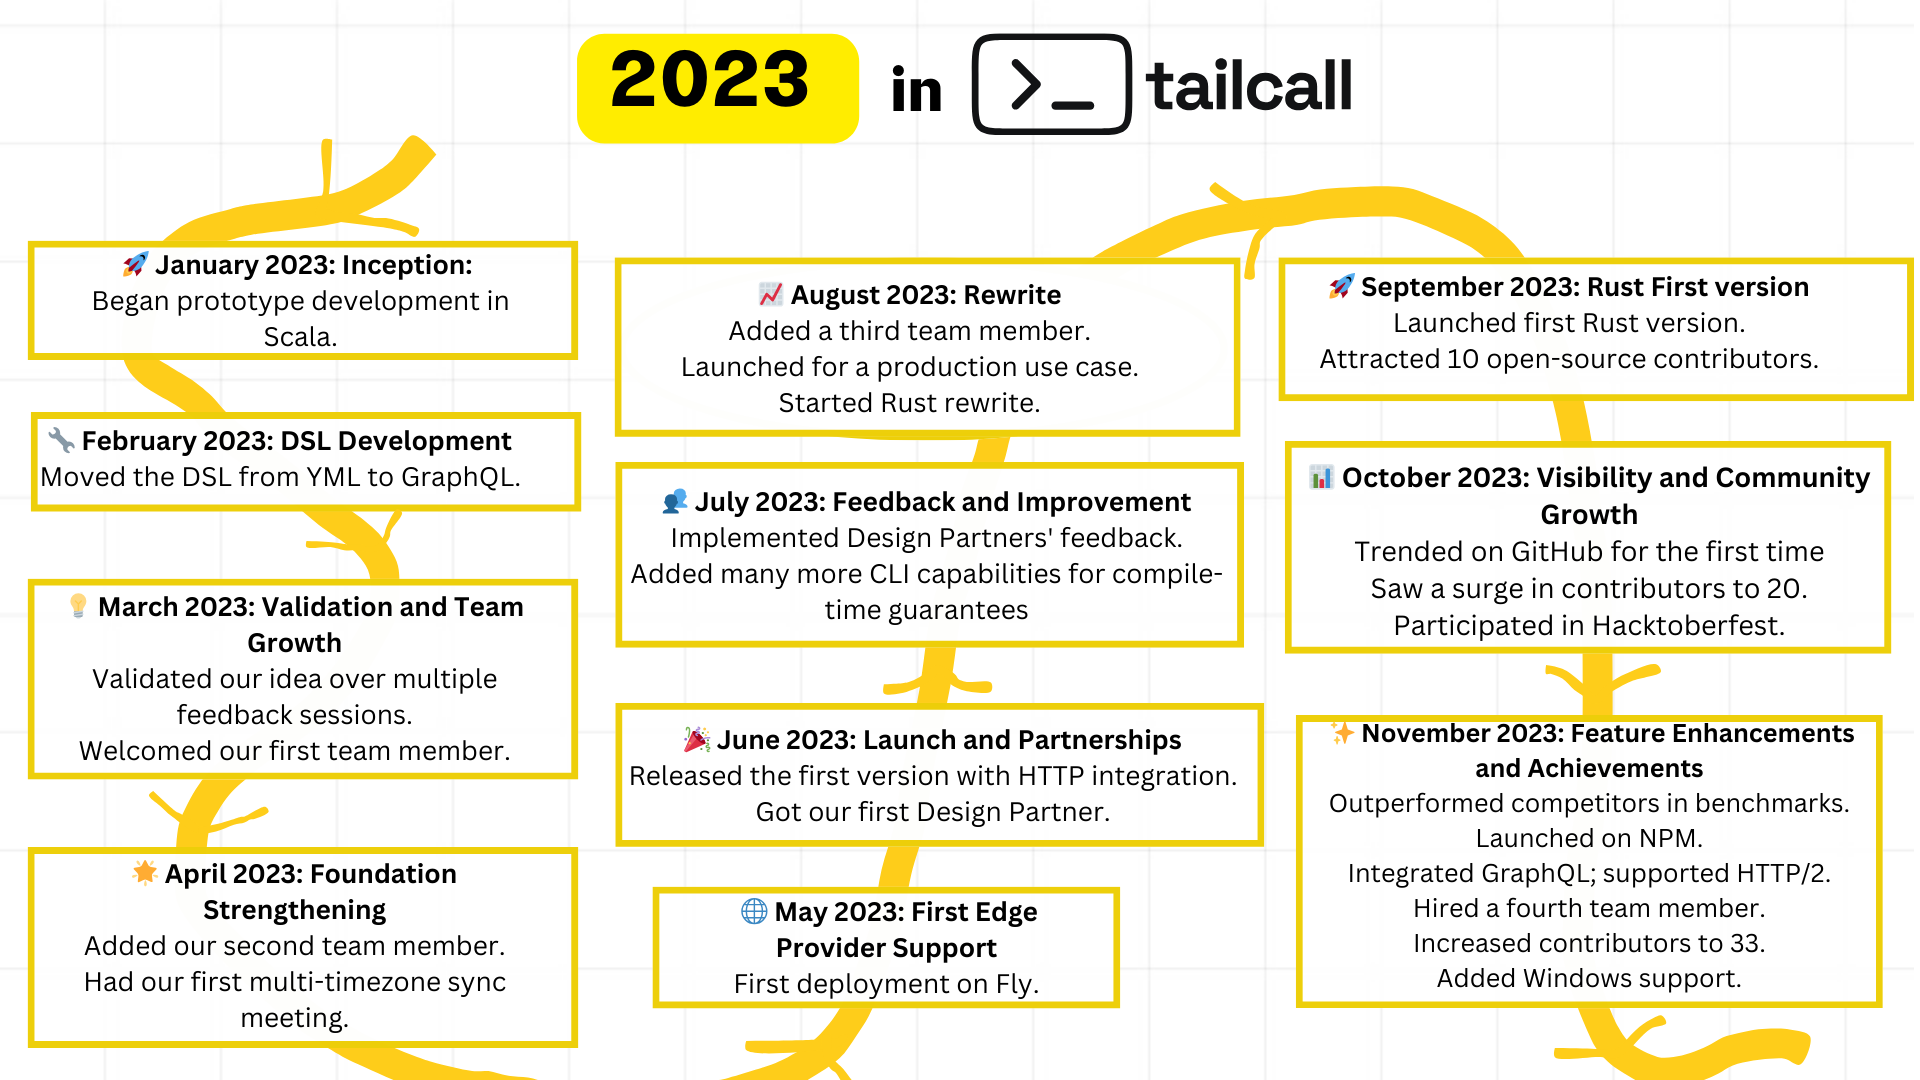 2023 in >_ tailcall
🚀 January 2023: Inception:
Began prototype development in
Scala.
🔧 February 2023: DSL Development
Moved the DSL from YML to GraphQL.
💡 March 2023: Validation and Team
Growth
Validated our idea over multiple
feedback sessions.
Welcomed our first team member.
🌟 April 2023: Foundation
Strengthening
Added our second team member.
Had our first multi-timezone sync
meeting.
🌐 May 2023: First Edge
Provider Support
First deployment on Fly.
🎉 June 2023: Launch and Partnerships
Released the first version with HTTP integration.
Got our first Design Partner.
👥 July 2023: Feedback and Improvement
Implemented Design Partners' feedback.
Added many more CLI capabilities for compile-
time guarantees
📈 August 2023: Rewrite
Added a third team member.
Launched for a production use case.
Started Rust rewrite.
🚀 September 2023: Rust First version
Launched first Rust version.
Attracted 10 open-source contributors.
📊 October 2023: Visibility and Community
Growth
Trended on GitHub for the first time
Saw a surge in contributors to 20.
Participated in Hacktoberfest.
✨ November 2023: Feature Enhancements
and Achievements
Outperformed competitors in benchmarks.
Launched on NPM.
Integrated GraphQL; supported HTTP/2.
Hired a fourth team member.
Increased contributors to 33.
Added Windows support.